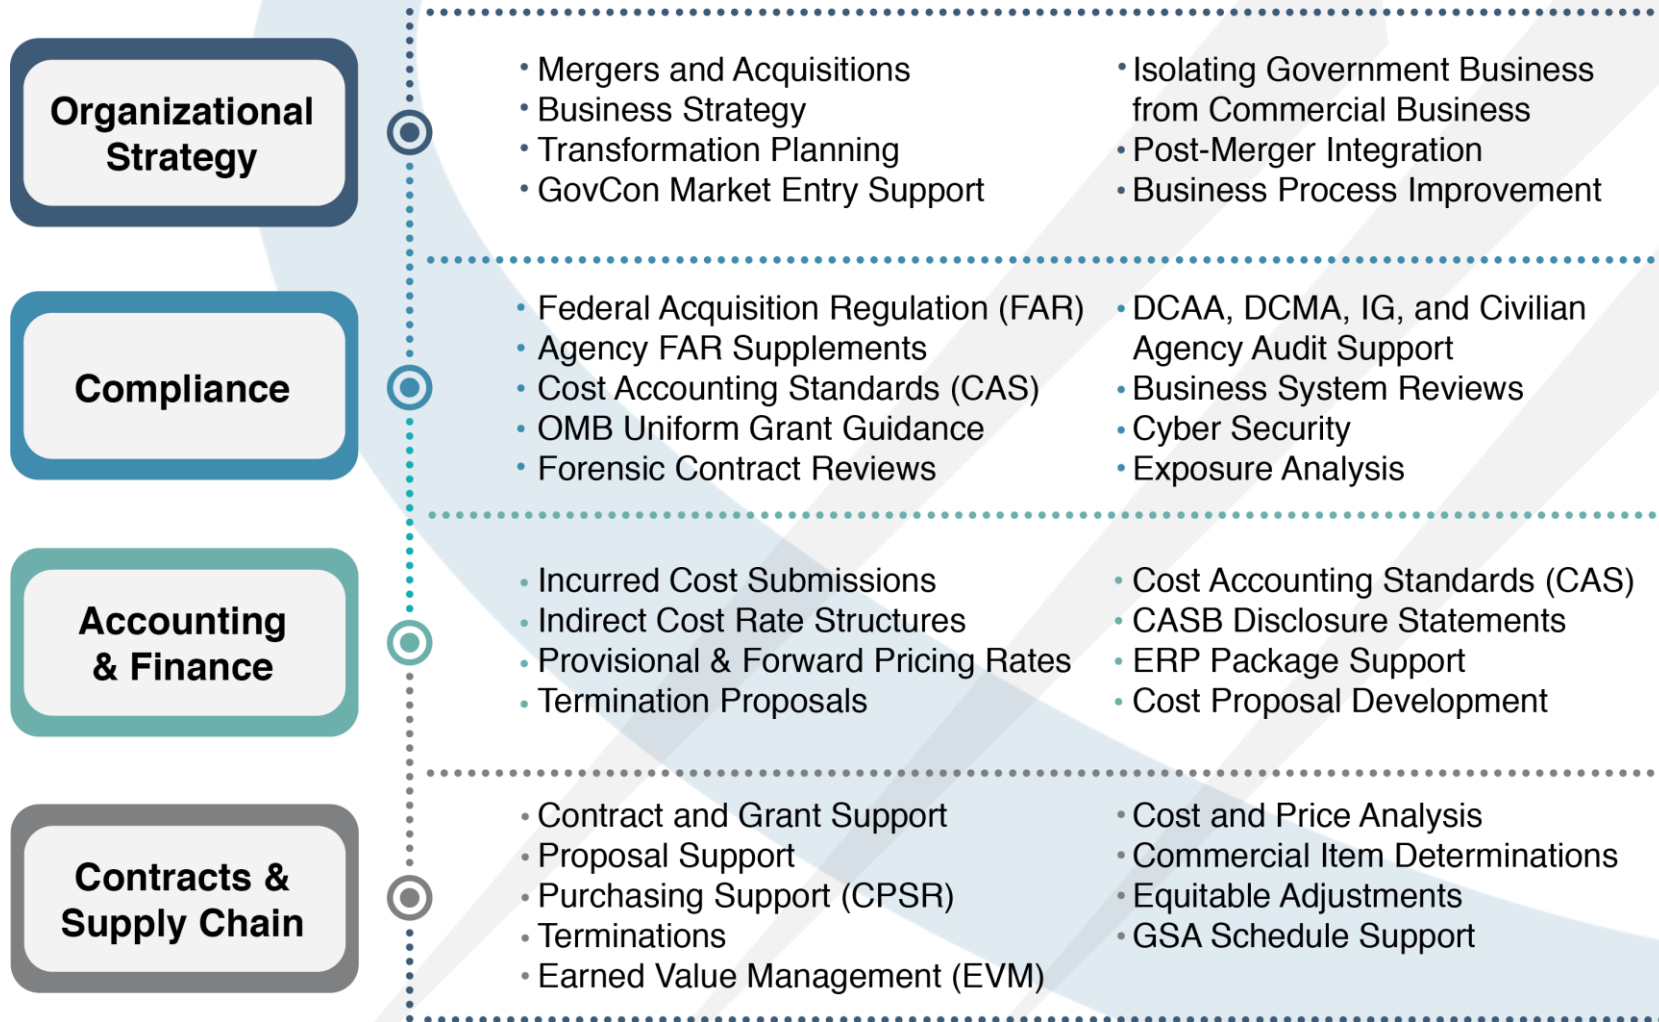 Organizational
Strategy
• Mergers and Acquisitions
• Business Strategy
• Transformation Planning
• GovCon Market Entry Support
• Isolating Government Business
from Commercial Business
• Post-Merger Integration
• Business Process Improvement
Compliance
• Federal Acquisition Regulation (FAR)
• Agency FAR Supplements
• Cost Accounting Standards (CAS)
• OMB Uniform Grant Guidance
• Forensic Contract Reviews
• DCAA, DCMA, IG, and Civilian
Agency Audit Support
• Business System Reviews
• Cyber Security
• Exposure Analysis
Accounting
& Finance
• Incurred Cost Submissions
• Indirect Cost Rate Structures
• Provisional & Forward Pricing Rates
• Termination Proposals
• Cost Accounting Standards (CAS)
• CASB Disclosure Statements
• ERP Package Support
• Cost Proposal Development
Contracts &
Supply Chain
• Contract and Grant Support
• Proposal Support
• Purchasing Support (CPSR)
• Terminations
• Earned Value Management (EVM)
• Cost and Price Analysis
• Commercial Item Determinations
• Equitable Adjustments
• GSA Schedule Support